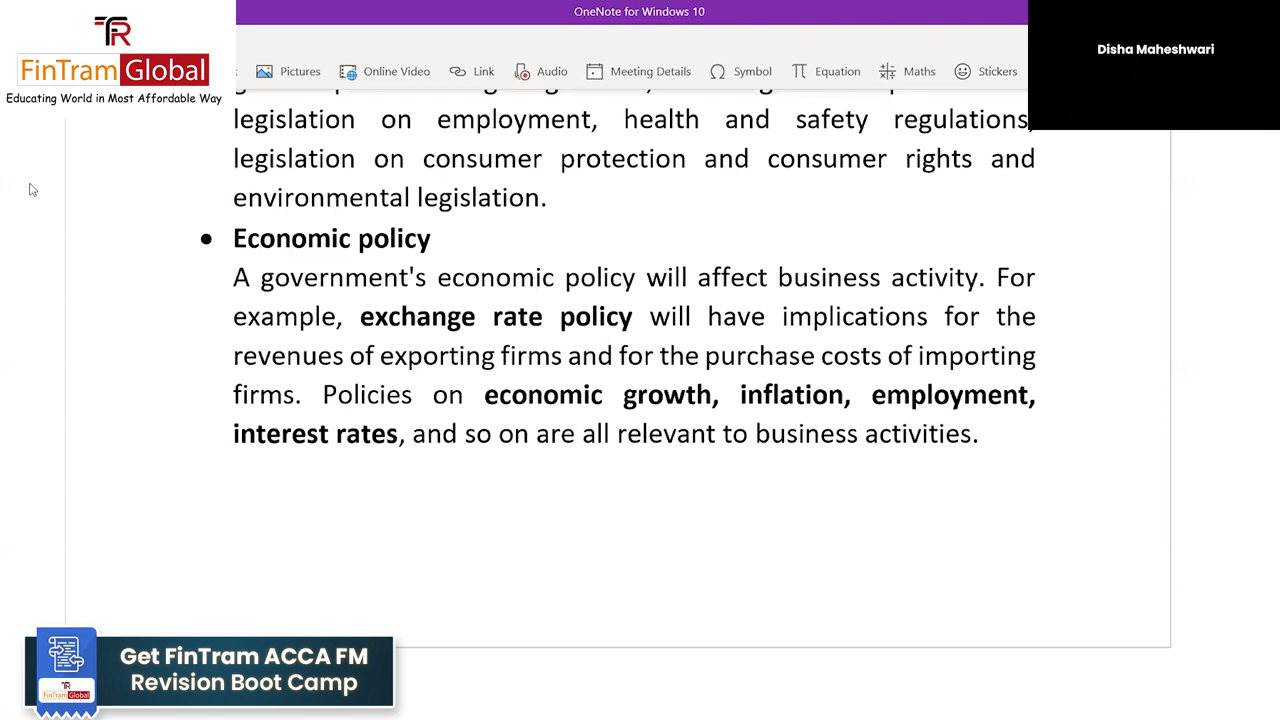 OneNote for Windows 10
TR
FinTram Global
Educating World in Most Affordable Way
Disha Maheshwari
Pictures Online Video Link Audio Meeting Details Symbol Equation Maths Stickers
legislation on employment, health and safety regulations,
legislation on consumer protection and consumer rights and
environmental legislation.
• Economic policy
A government's economic policy will affect business activity. For
example, exchange rate policy will have implications for the
revenues of exporting firms and for the purchase costs of importing
firms. Policies on economic growth, inflation, employment,
interest rates, and so on are all relevant to business activities.
Get FinTram ACCA FM
Revision Boot Camp
TR
FinTram Global